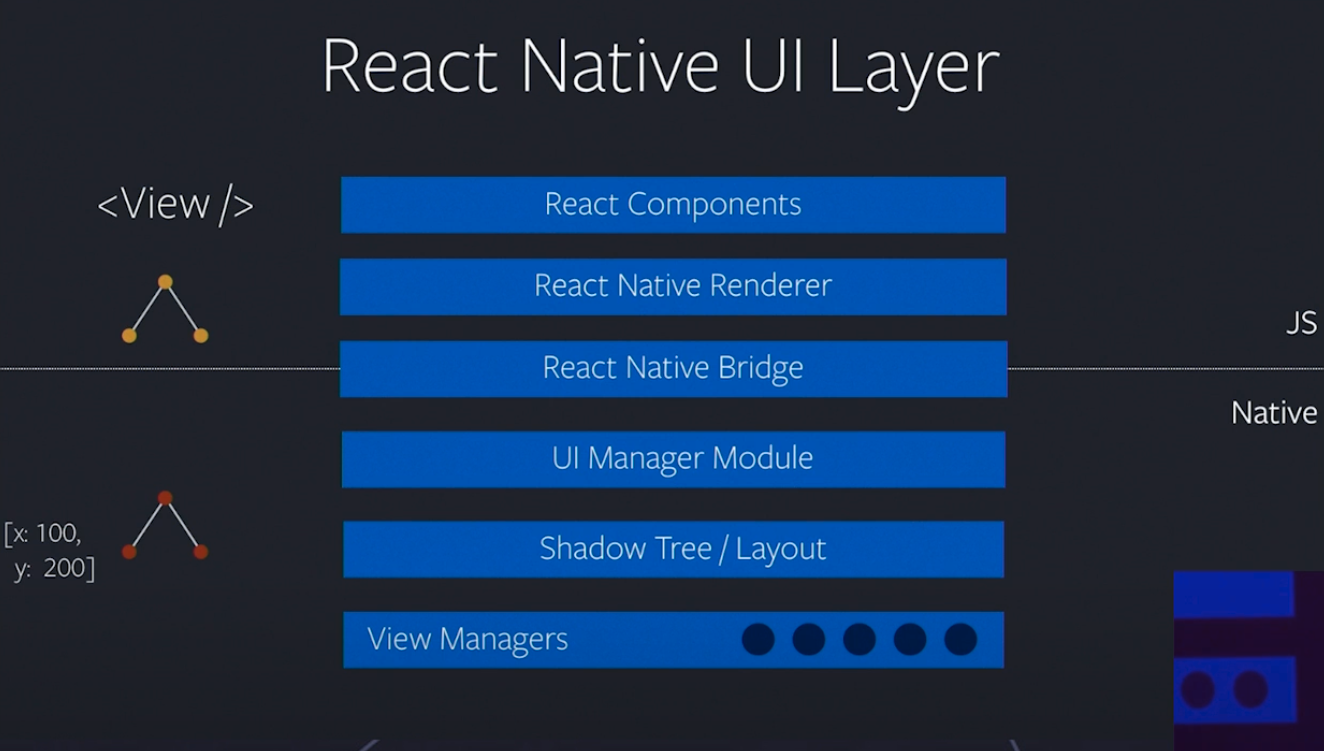 React Native UI Layer
<View />
React Components
React Native Renderer
JS
React Native Bridge
Native
UI Manager Module
[x: 100,
y: 200]
Shadow Tree / Layout
View Managers